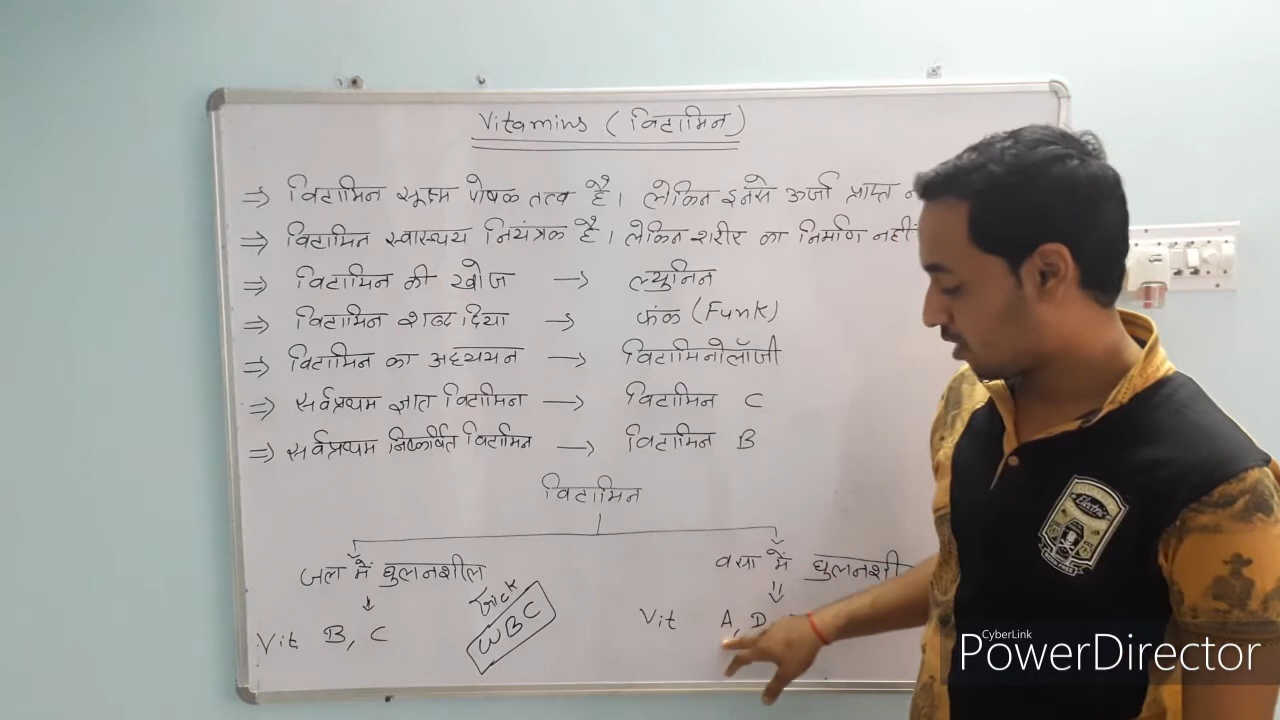 Vitamins (विटामिन)
⇒ विटामिन सूक्ष्म पोषक तत्व है। लेकिन इनसे ऊर्जा प्राप्त न
⇒ विटामिन स्वास्थ्य नियंत्रक है। लेकिन शरीर का निर्माण नहीं
⇒ विटामिन की खोज → ल्युनिन
⇒ विटामिन शब्द दिया → फंक (Funk)
⇒ विटामिन का अध्ययन → विटामिनोलॉजी
⇒ सर्वप्रथम ज्ञात विटामिन → विटामिन C
⇒ सर्वप्रथम निष्कर्षित विटामिन → विटामिन B
विटामिन
जल में घुलनशील
वसा में घुलनशी
Vit B, C
Trick
WBC
Vit A, D
Electric
CyberLink
PowerDirector